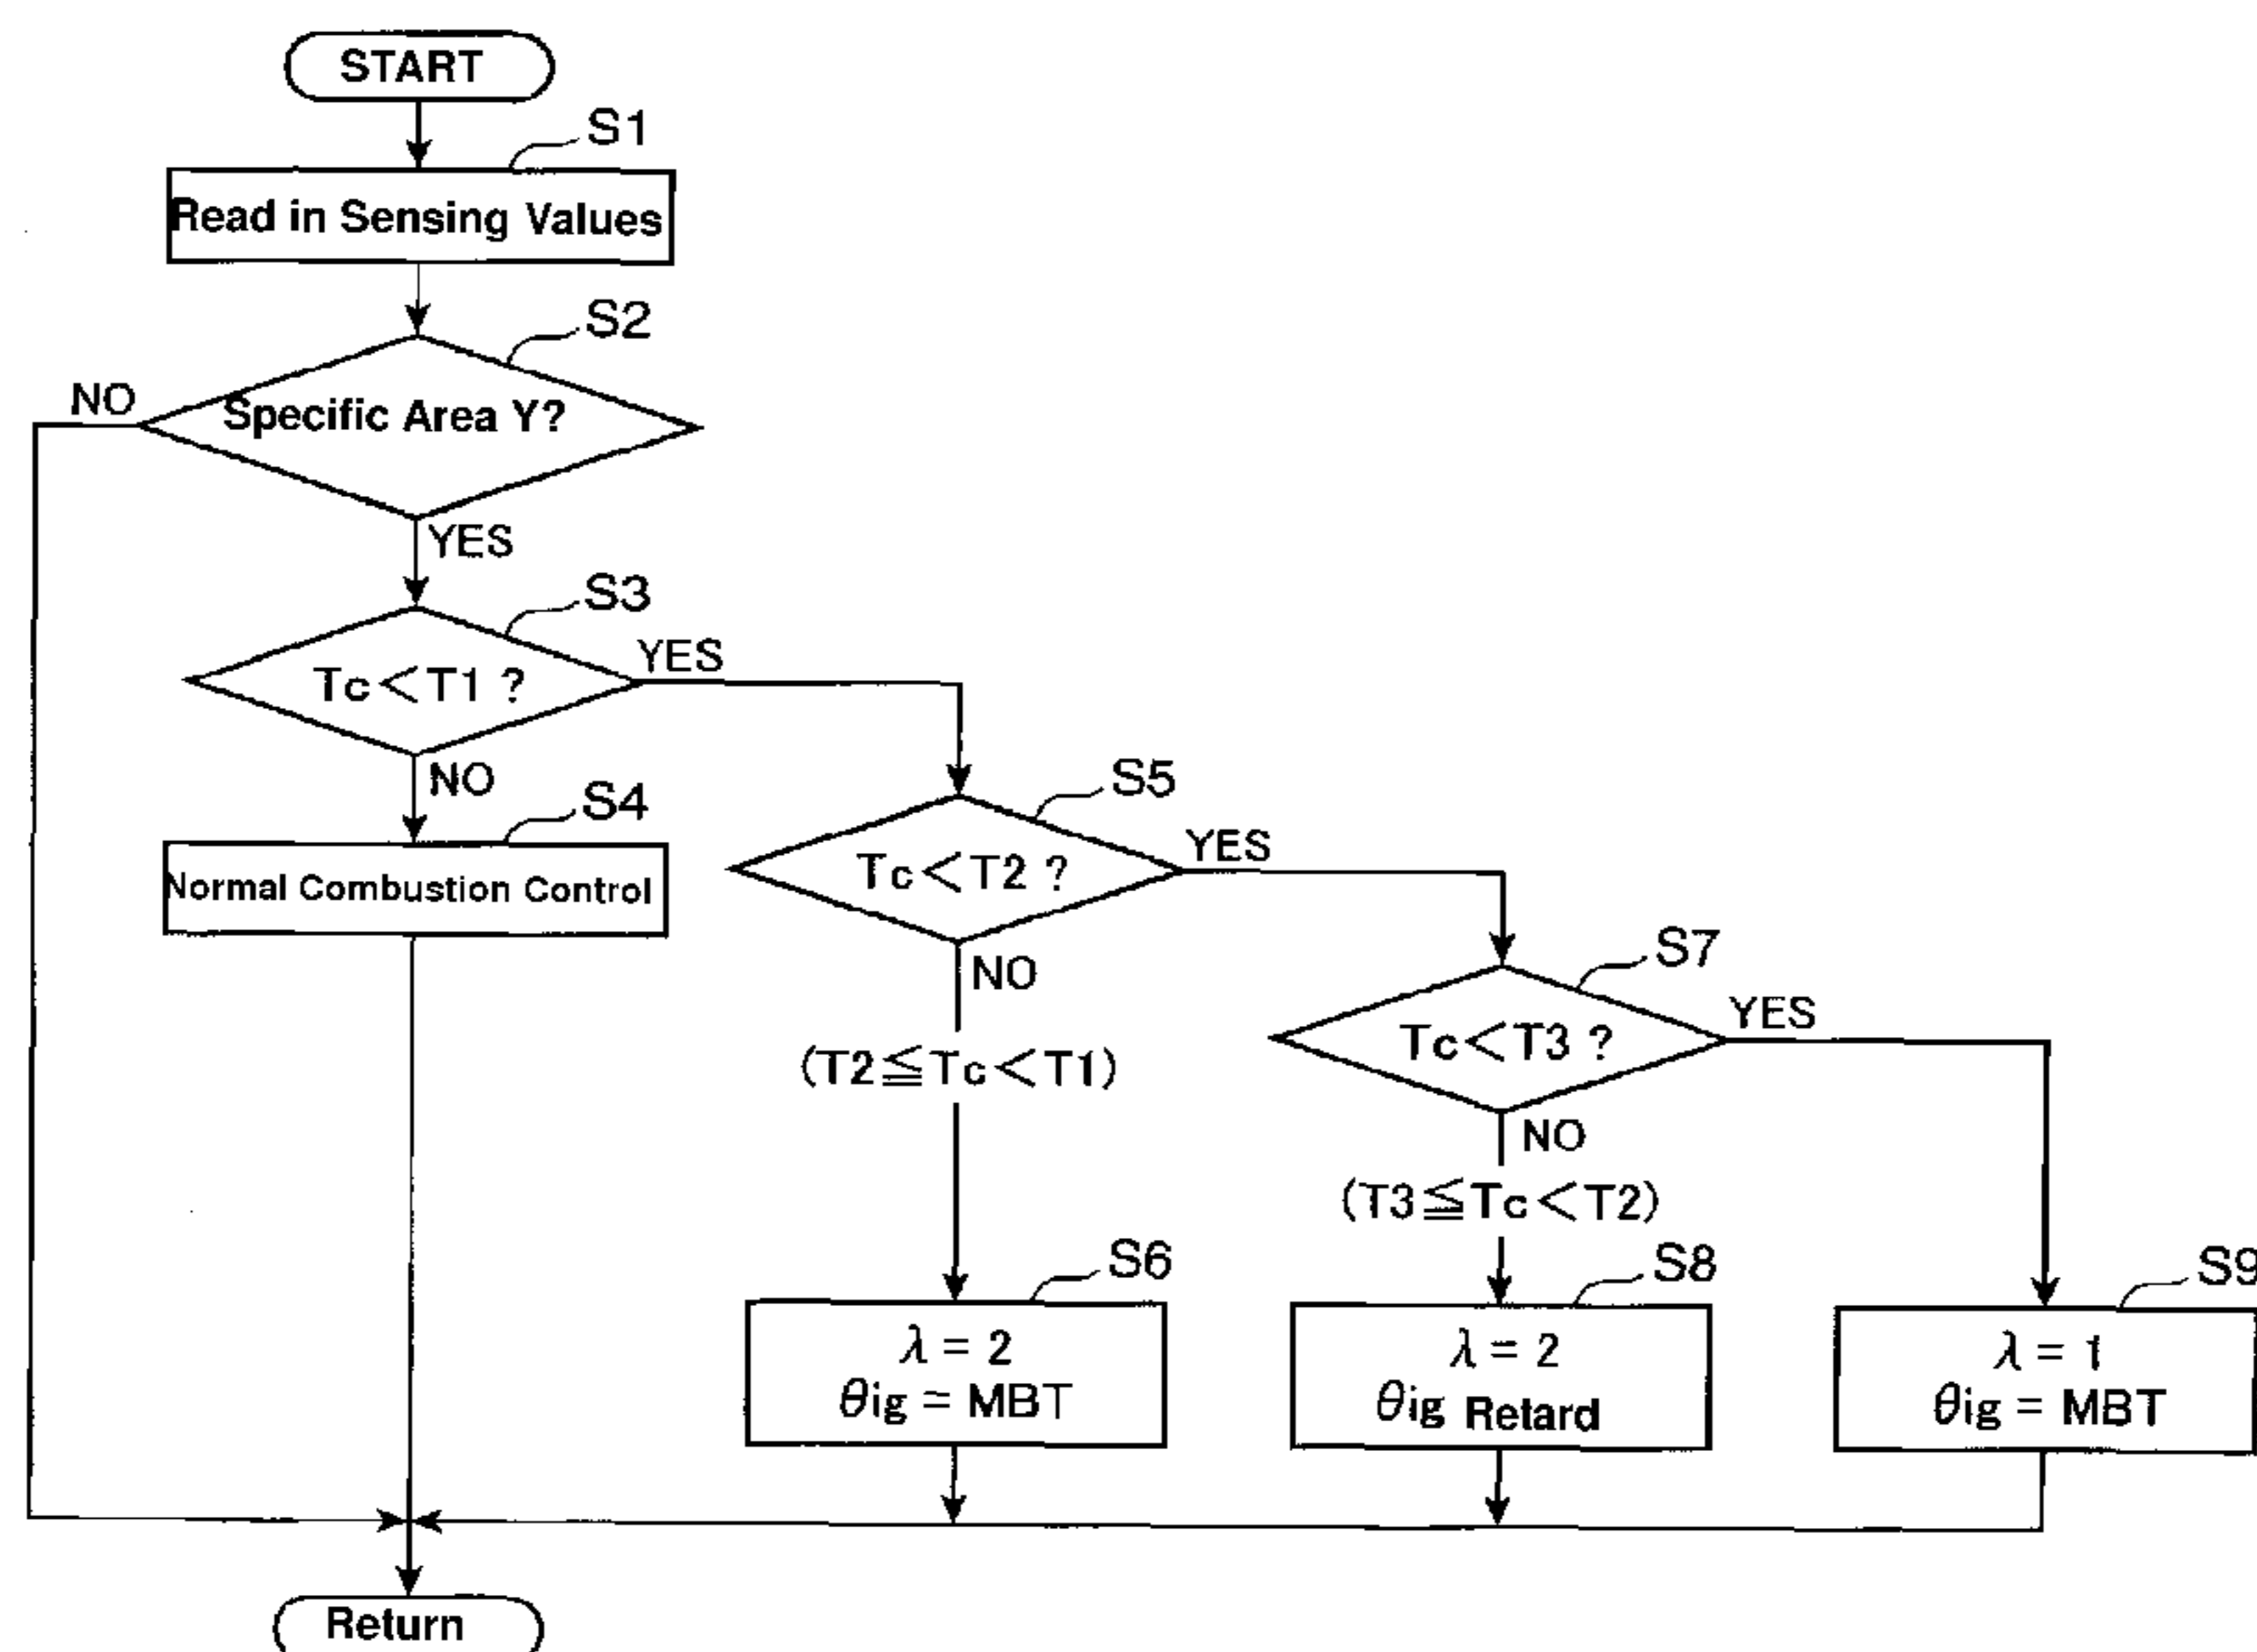 START
S1
Read in Sensing Values
S2
NO
Specific Area Y?
YES
S3
YES
Tc<T1 ?
NO
S4
Normal Combustion Control
S5
YES
Tc<T2 ?
NO
(T2≦Tc<T1)
S7
YES
Tc<T3 ?
NO
(T3≦Tc<T2)
S6
λ = 2
θig = MBT
S8
λ = 2
θig Retard
S9
λ = 1
θig = MBT
Return